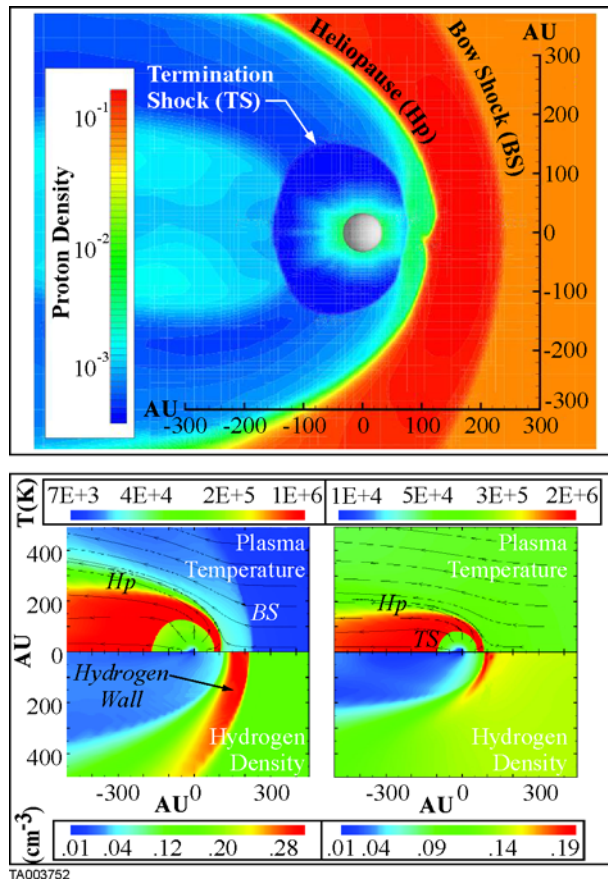 AU
300
200
100
0
-100
-200
-300
Termination
Shock (TS)
Heliopause (Hp)
Bow Shock (BS)
Proton Density
10⁻¹
10⁻²
10⁻³
AU
-300 -200 -100 0 100 200 300
T(K)
7E+3 4E+4 2E+5 1E+6
1E+4 5E+4 3E+5 2E+6
Plasma
Temperature
Hp
BS
Hydrogen
Wall
Hydrogen
Density
Plasma
Temperature
Hp
TS
Hydrogen
Density
AU
400
200
0
200
400
-300 0 300
AU
-300 0 300
AU
(cm⁻³)
.01 .04 .12 .20 .28
.01 .04 .09 .14 .19
TA003752